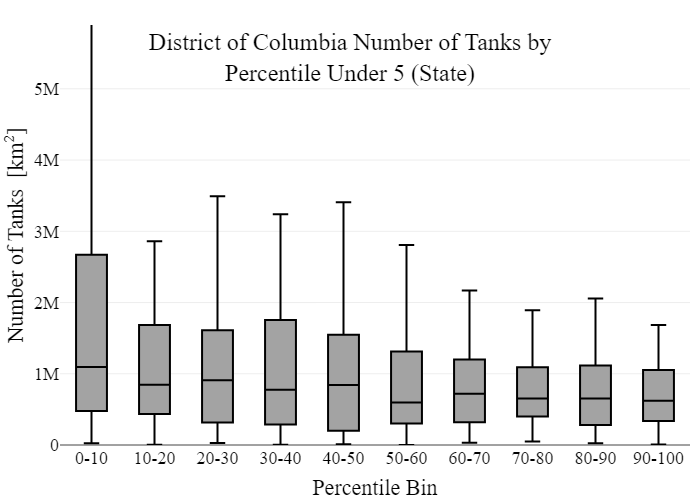 District of Columbia Number of Tanks by
Percentile Under 5 (State)
Number of Tanks [km²]
5M
4M
3M
2M
1M
0
0-10 10-20 20-30 30-40 40-50 50-60 60-70 70-80 80-90 90-100
Percentile Bin